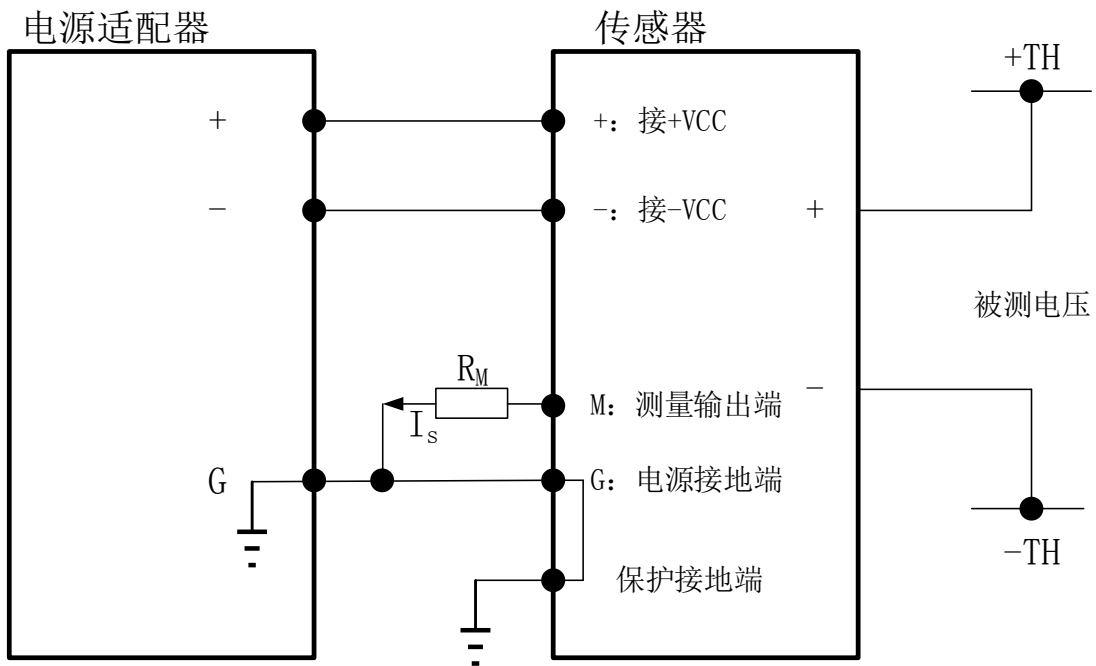 电源适配器
传感器
+TH
+
+: 接+VCC
−
-: 接-VCC
+
被测电压
R_M
I_s
M: 测量输出端
−
G
G: 电源接地端
-TH
保护接地端